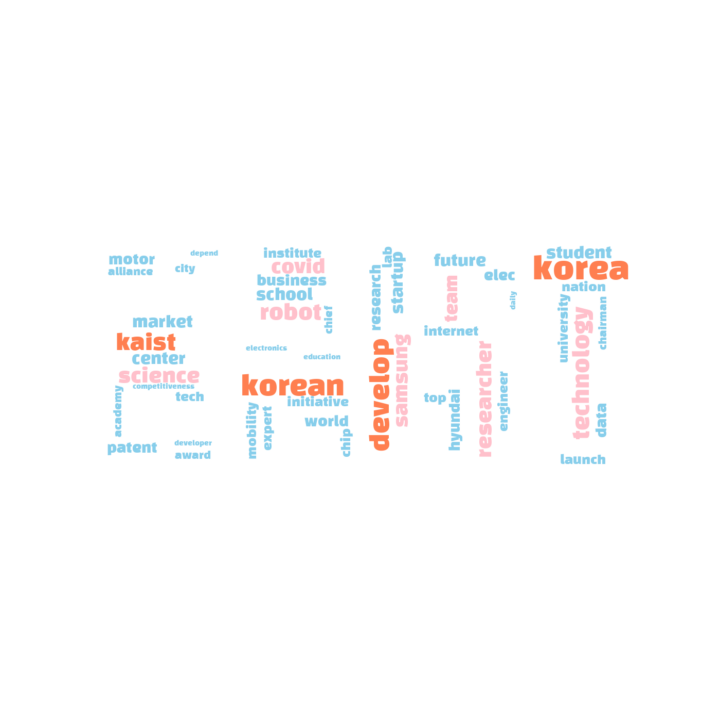 motor
alliance
depend
city
market
kaist
center
science
competitiveness
tech
academy
patent
developer
award
institute
covid
business
school
robot
chief
electronics
education
korean
initiative
mobility
expert
world
chip
research
lab
startup
develop
samsung
future
elec
team
daily
internet
top
hyundai
researcher
engineer
student
korea
nation
university
technology
chairman
data
launch